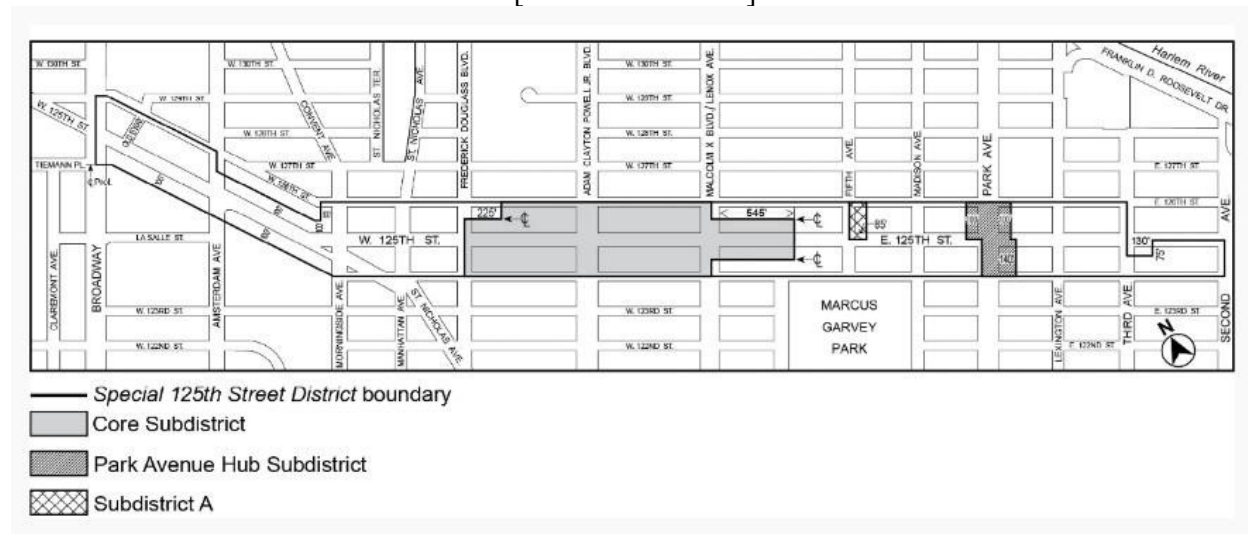 W. 130TH ST.
W. 130TH ST.
W. 130TH ST.
Harlem River
FRANKLIN D. ROOSEVELT DR.
W. 129TH ST.
W. 125TH ST.
CONVENT AVE.
ST. NICHOLAS TER.
ST. NICHOLAS AVE.
FREDERICK DOUGLASS BLVD.
ADAM CLAYTON POWELL JR. BLVD.
MALCOLM X BLVD./ LENOX AVE.
W. 128TH ST.
W. 127TH ST.
W. 127TH ST.
FIFTH AVE.
MADISON AVE.
PARK AVE.
E. 127TH ST.
TIEMANN PL.
W. 126TH ST.
E. 126TH ST.
225'
545'
85'
W. 125TH ST.
E. 125TH ST.
140'
130'
75'
LA SALLE ST.
CLAREMONT AVE.
BROADWAY
AMSTERDAM AVE.
MORNINGSIDE AVE.
MANHATTAN AVE.
ST. NICHOLAS AVE.
MARCUS
GARVEY
PARK
LEXINGTON AVE.
THIRD AVE.
SECOND AVE.
W. 123RD ST.
W. 123RD ST.
E. 123RD ST.
W. 122ND ST.
W. 122ND ST.
E. 122ND ST.
N
Special 125th Street District boundary
Core Subdistrict
Park Avenue Hub Subdistrict
Subdistrict A